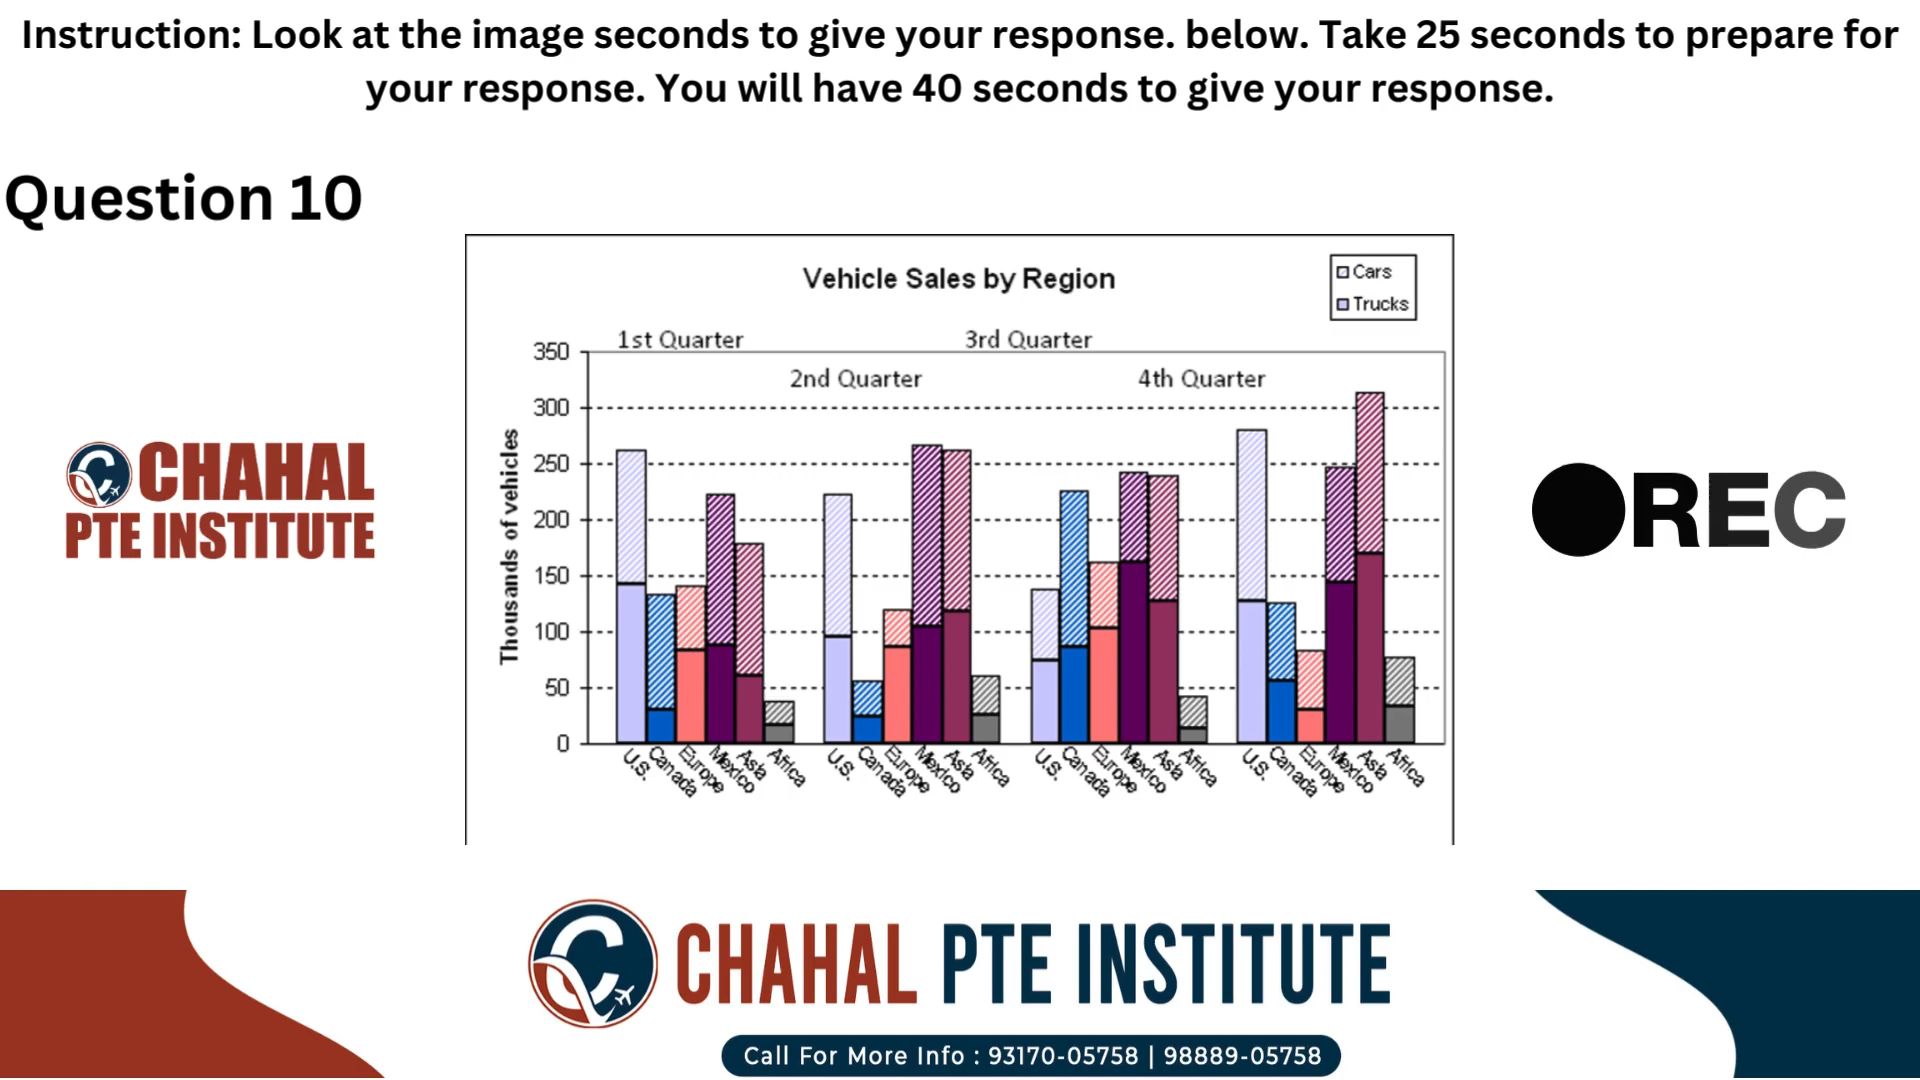 Instruction: Look at the image seconds to give your response. below. Take 25 seconds to prepare for
your response. You will have 40 seconds to give your response.
Question 10
CHAHAL
PTE INSTITUTE
Vehicle Sales by Region
Cars
Trucks
1st Quarter
3rd Quarter
2nd Quarter
4th Quarter
Thousands of vehicles
350
300
250
200
150
100
50
0
U.S.
Canada
Europe
Mexico
Asia
Africa
U.S.
Canada
Europe
Mexico
Asia
Africa
U.S.
Canada
Europe
Mexico
Asia
Africa
U.S.
Canada
Europe
Mexico
Asia
Africa
REC
CHAHAL PTE INSTITUTE
Call For More Info : 93170-05758 | 98889-05758